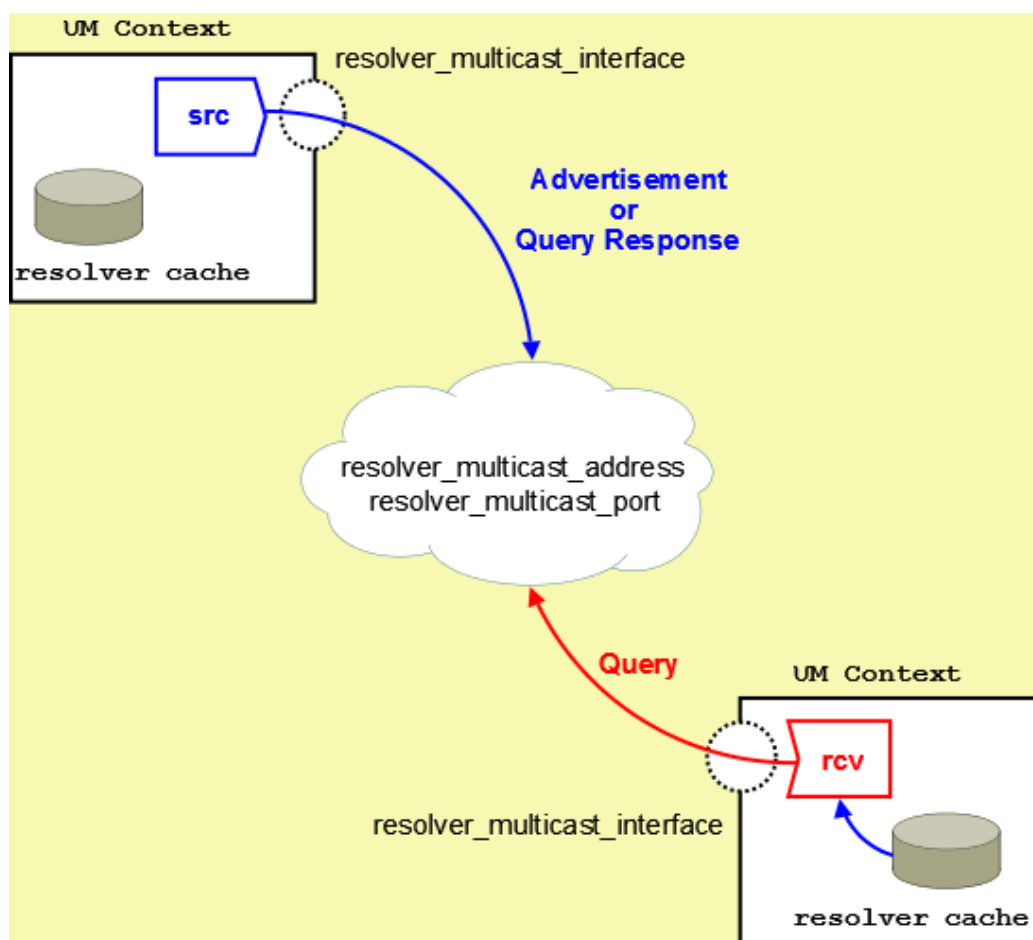 UM Context
resolver_multicast_interface
src
Advertisement
or
Query Response
resolver cache
resolver_multicast_address
resolver_multicast_port
Query
UM Context
rcv
resolver_multicast_interface
resolver cache